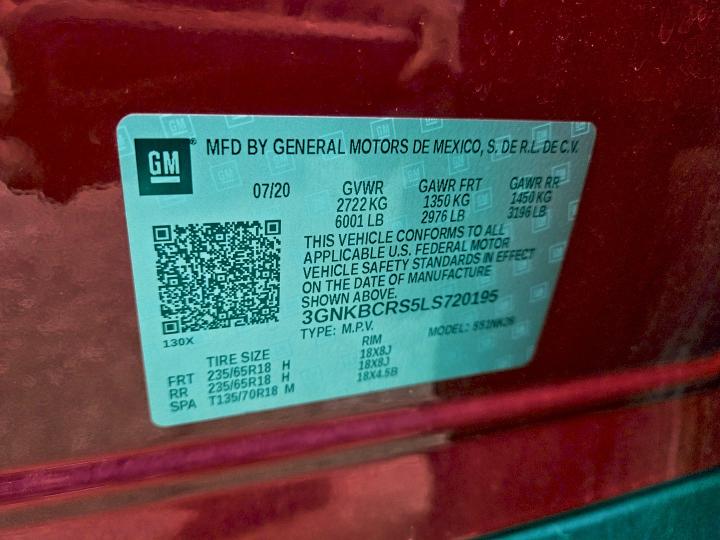 GM
MFD BY GENERAL MOTORS DE MEXICO, S. DE R.L. DE C.V.
07/20 GVWR GAWR FRT GAWR RR
2722 KG 1350 KG 1450 KG
6001 LB 2976 LB 3196 LB
THIS VEHICLE CONFORMS TO ALL
APPLICABLE U.S. FEDERAL MOTOR
VEHICLE SAFETY STANDARDS IN EFFECT
ON THE DATE OF MANUFACTURE
SHOWN ABOVE.
3GNKBCRS5LS720195
130X
TYPE: M.P.V. MODEL:
TIRE SIZE RIM
FRT 235/65R18 H 18X8J
RR 235/65R18 H 18X8J
SPA T135/70R18 M 18X4.5B